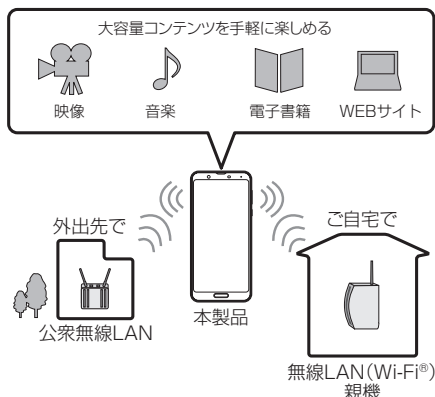 大容量コンテンツを手軽に楽しめる
映像
音楽
電子書籍
WEBサイト
外出先で
ご自宅で
公衆無線LAN
本製品
無線LAN（Wi-Fi®）
親機